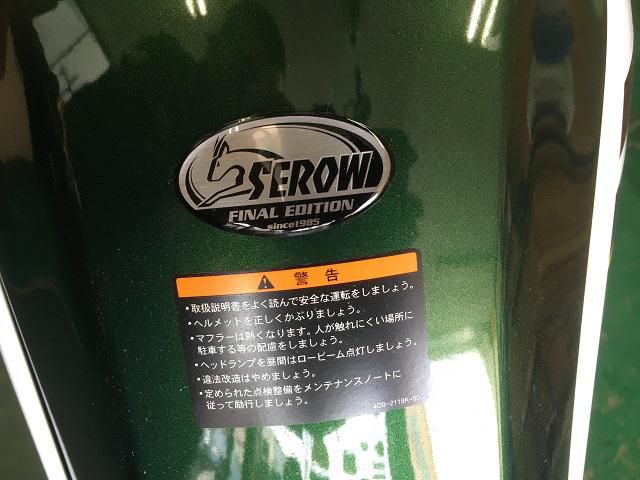 SEROW
FINAL EDITION
since1985
警告
・取扱説明書をよく読んで安全な運転をしましょう。
・ヘルメットを正しくかぶりましょう。
・マフラーは熱くなります。人が触れにくい場所に
駐車する等の配慮をしましょう。
・ヘッドランプを昼間はロービーム点灯しましょう。
・違法改造はやめましょう。
・定められた点検整備をメンテナンスノートに
従って励行しましょう。
4D9-2118K-00